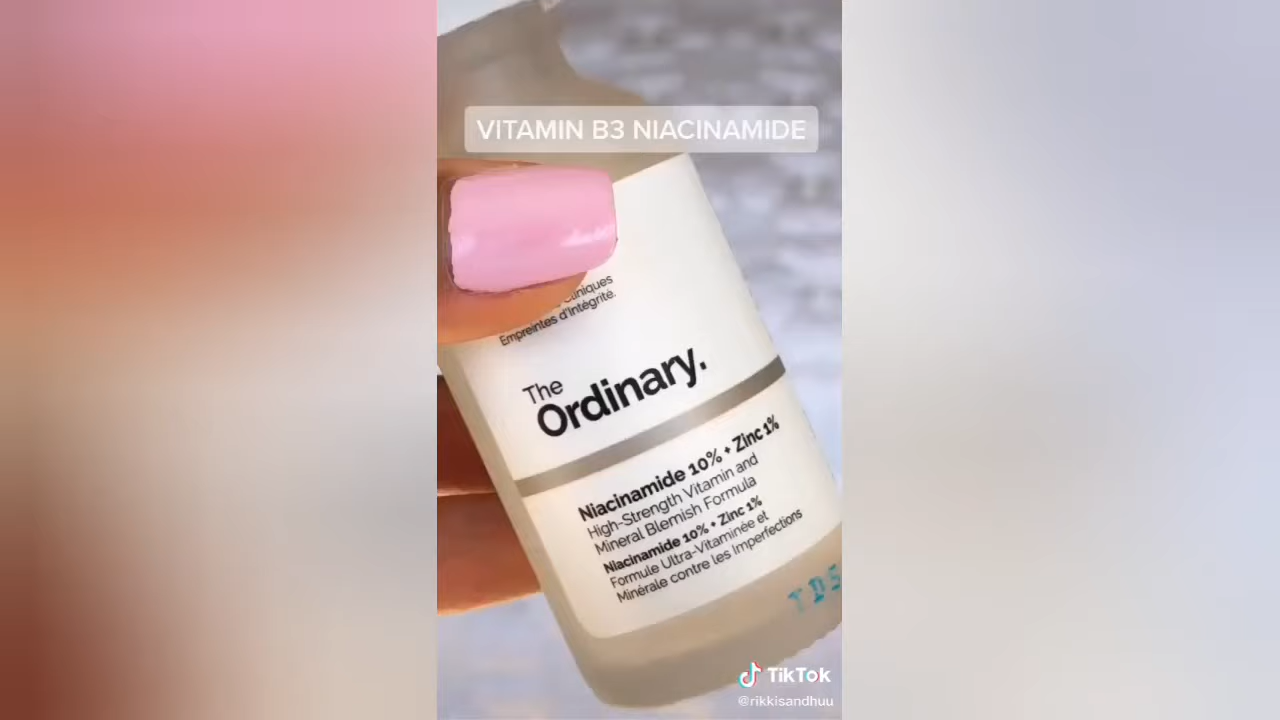 VITAMIN B3 NIACINAMIDE
Cliniques
Empreintes d'Intégrité.
The
Ordinary.
Niacinamide 10% + Zinc 1%
High-Strength Vitamin and
Mineral Blemish Formula
Niacinamide 10% + Zinc 1%
Formule Ultra-Vitaminée et
Minérale contre les Imperfections
TikTok
@rikkisandhuu